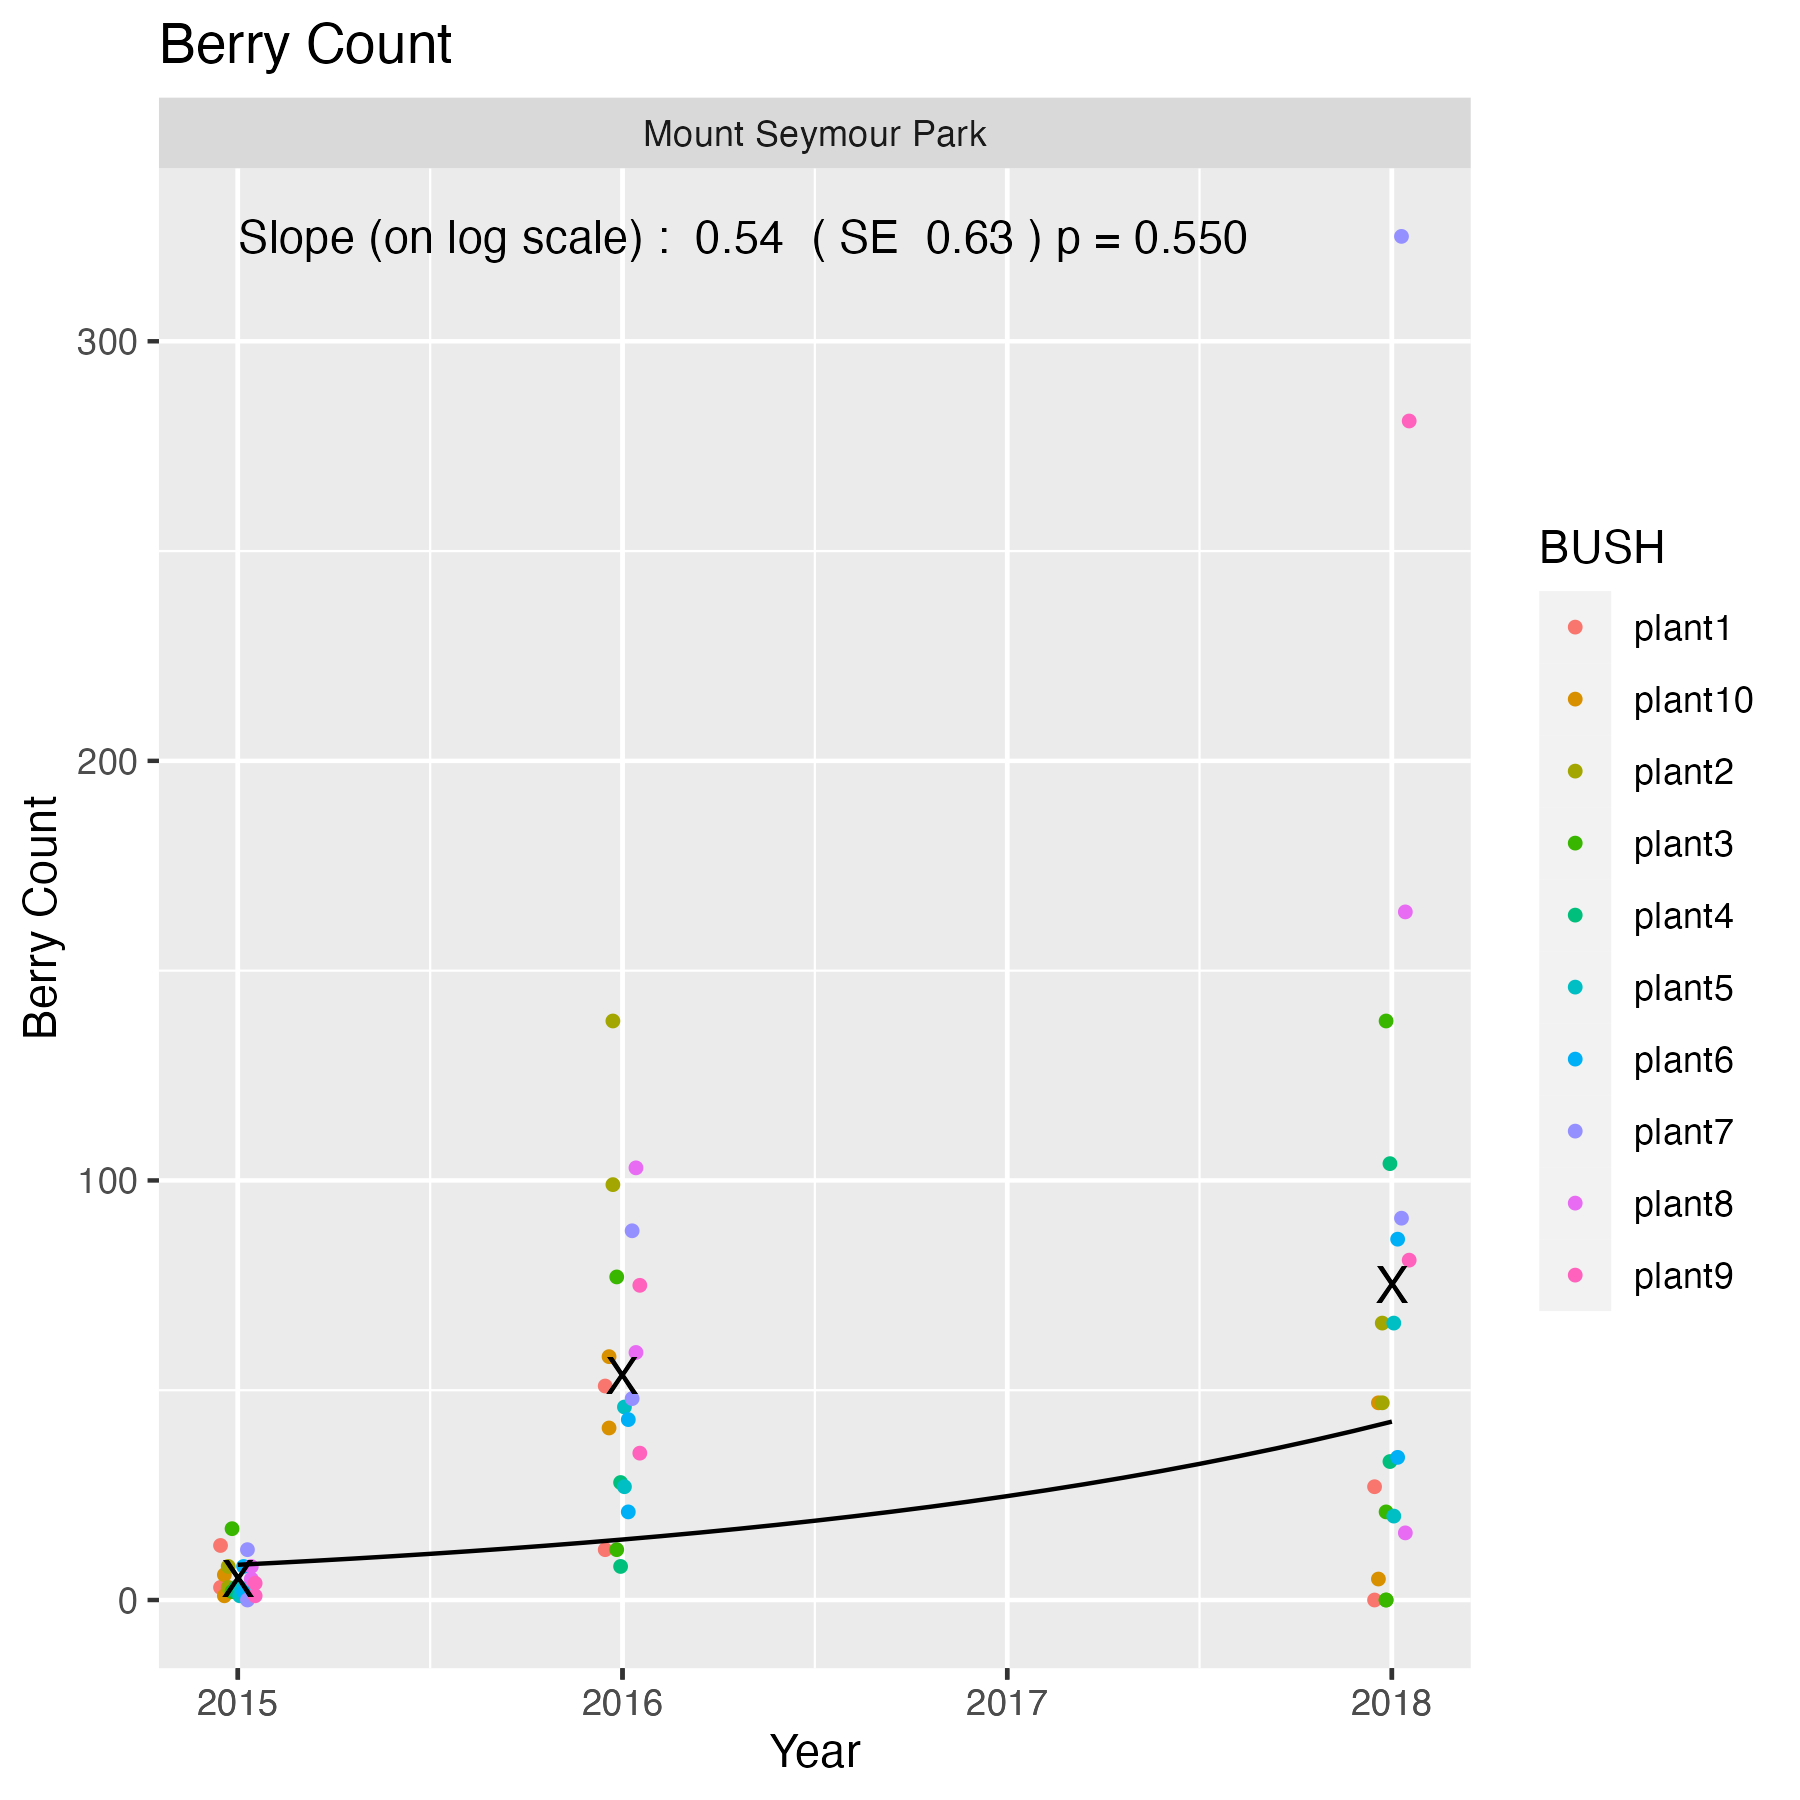 Berry Count
Mount Seymour Park
Slope (on log scale) :  0.54  ( SE  0.63 ) p = 0.550
300
200
100
0
Berry Count
X
X
X
2015
2016
2017
2018
Year
BUSH
plant1
plant10
plant2
plant3
plant4
plant5
plant6
plant7
plant8
plant9